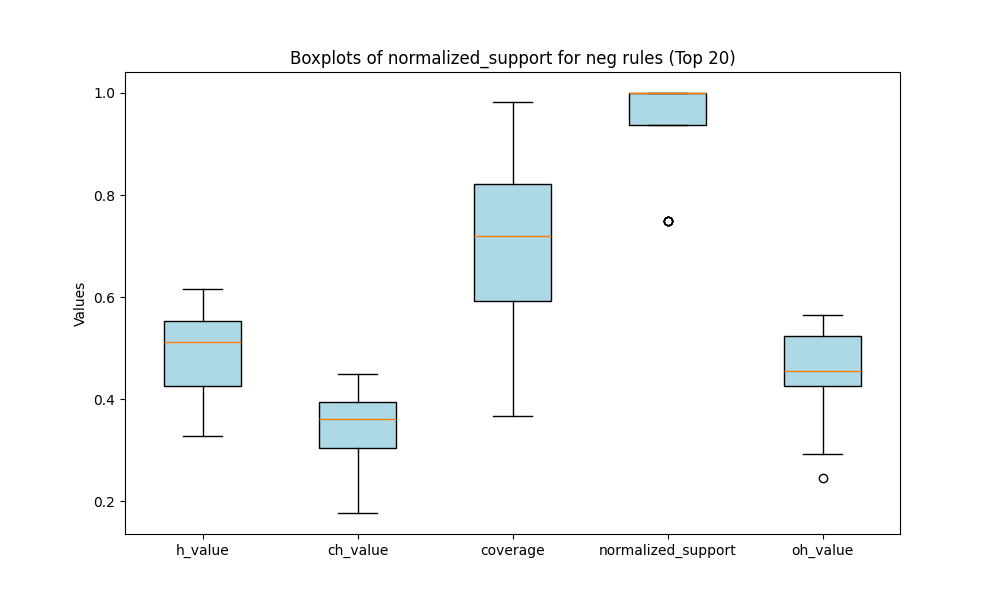 Boxplots of normalized_support for neg rules (Top 20)
Values
1.0
0.8
0.6
0.4
0.2
h_value
ch_value
coverage
normalized_support
oh_value